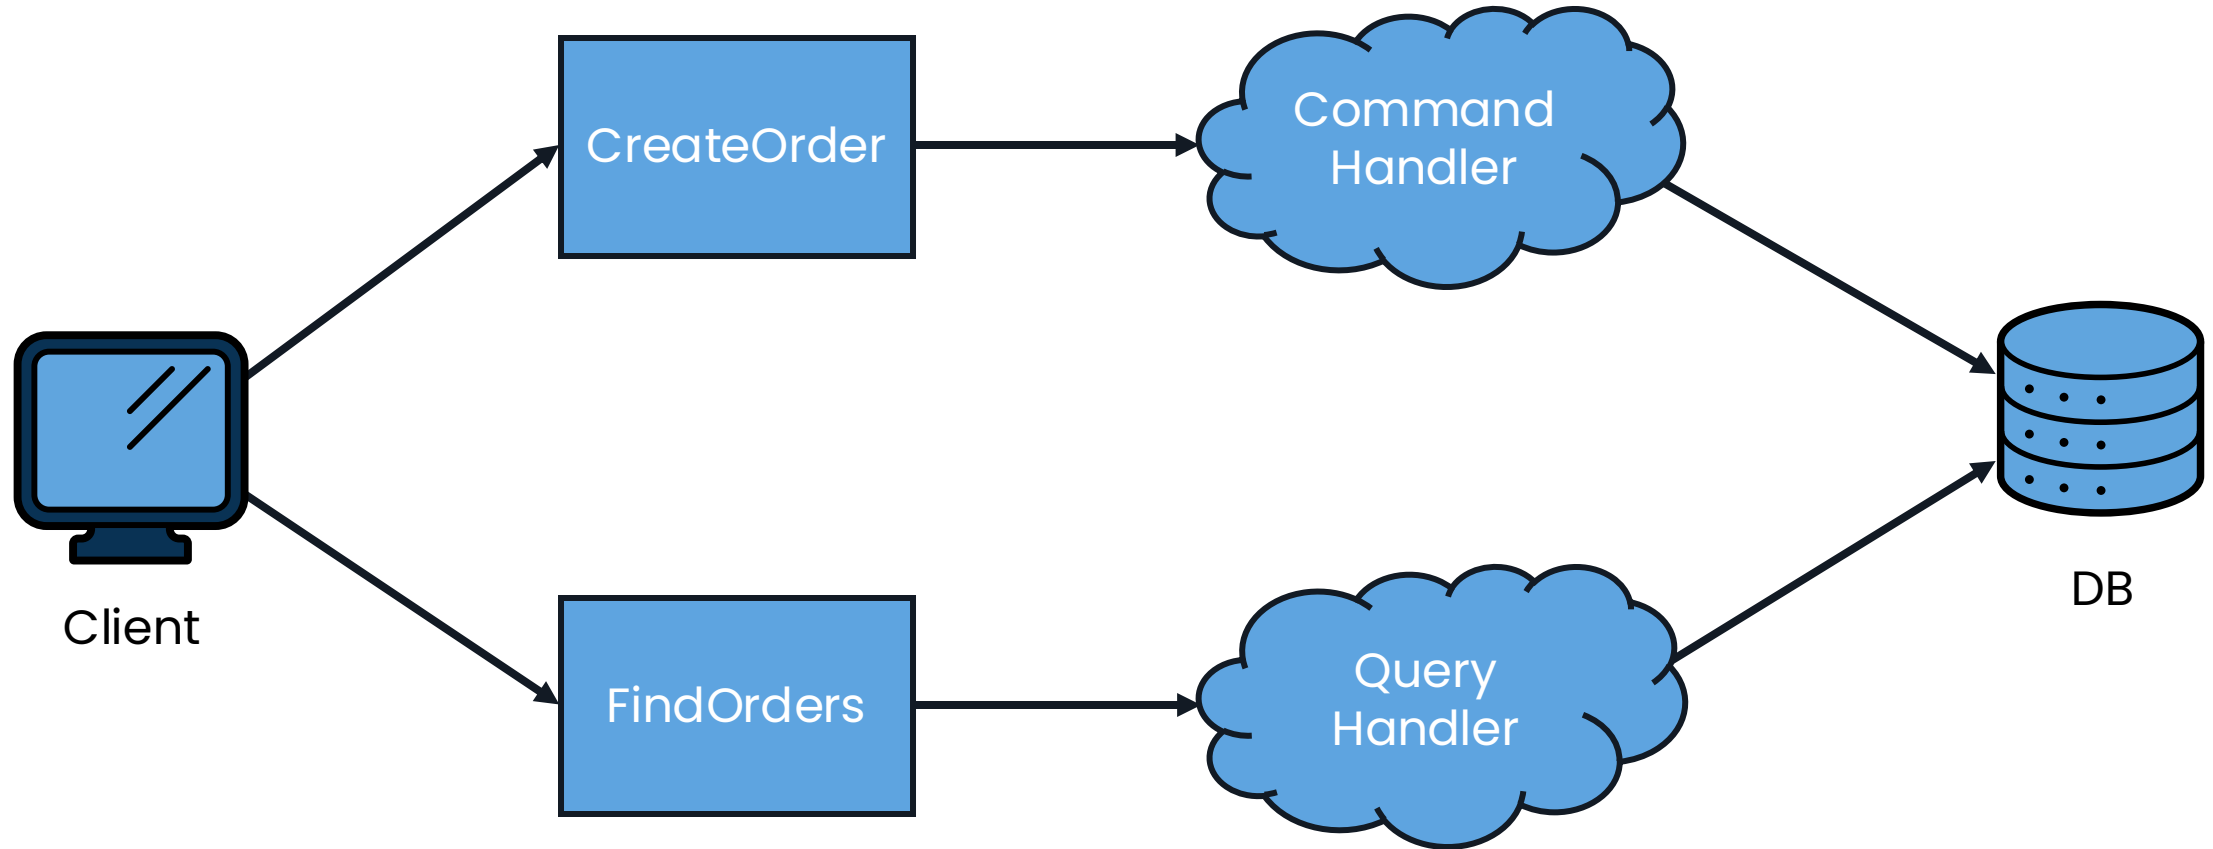 CreateOrder
Command
Handler
Client
DB
FindOrders
Query
Handler